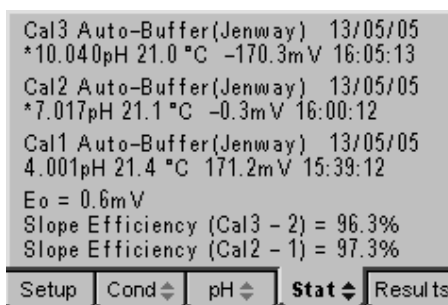 Cal3 Auto-Buffer(Jenway) 13/05/05
*10.040pH 21.0 °C -170.3mV 16:05:13
Cal2 Auto-Buffer(Jenway) 13/05/05
*7.017pH 21.1 °C -0.3mV 16:00:12
Cal1 Auto-Buffer(Jenway) 13/05/05
4.001pH 21.4 °C 171.2mV 15:39:12
Eo = 0.6mV
Slope Efficiency (Cal3 - 2) = 96.3%
Slope Efficiency (Cal2 - 1) = 97.3%
Setup Cond pH Stat Results